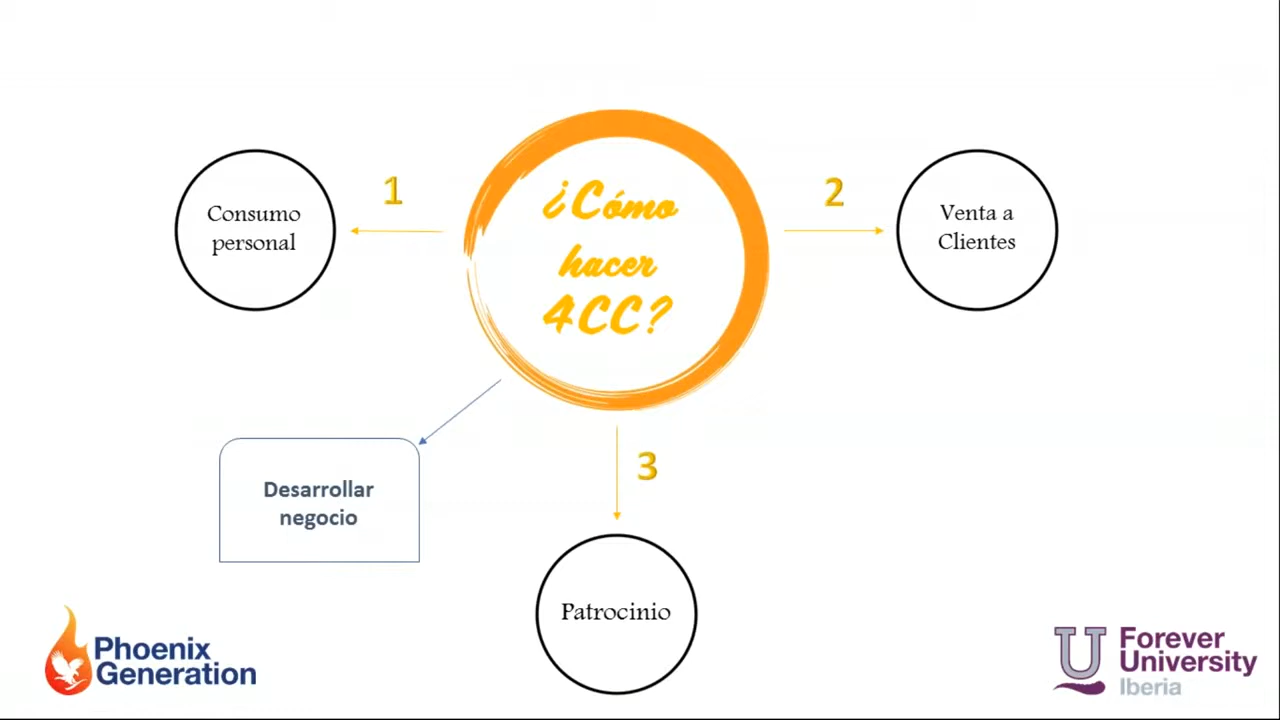 ¿Cómo
hacer
4CC?
1
Consumo
personal
2
Venta a
Clientes
3
Patrocinio
Desarrollar
negocio
Phoenix
Generation
U Forever
University
Iberia